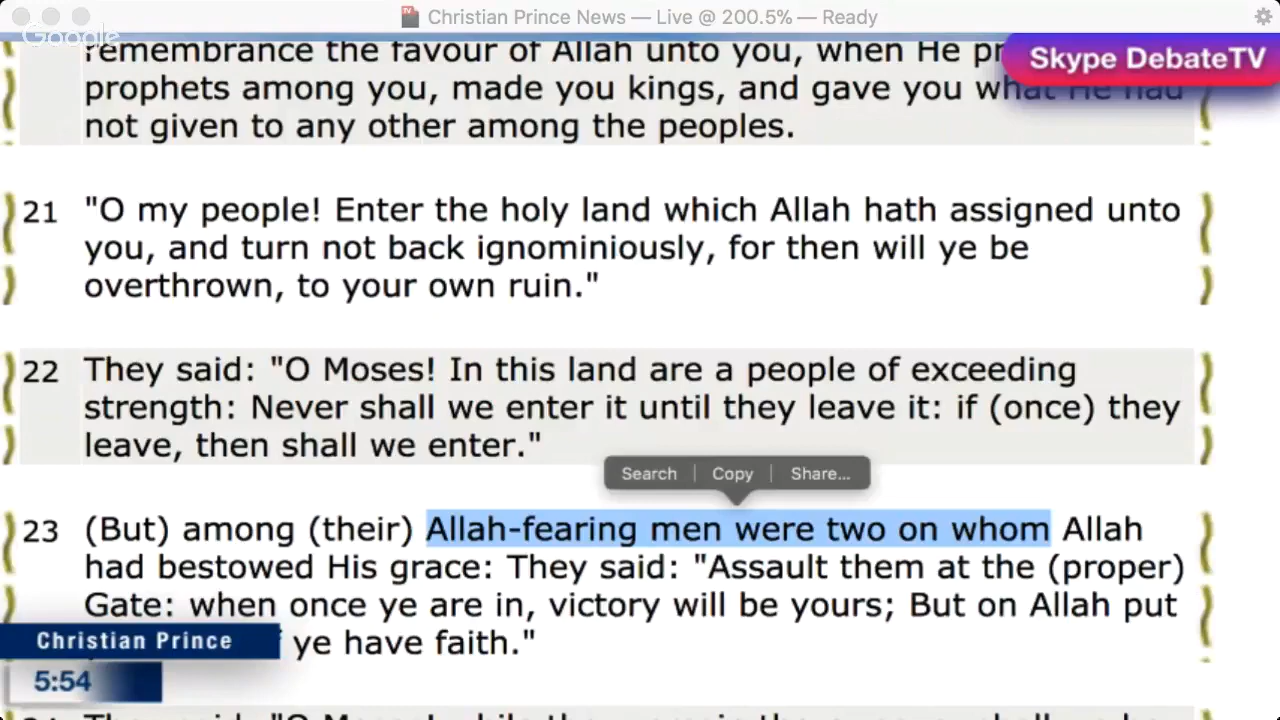 Christian Prince News — Live @ 200.5% — Ready
Google
Skype DebateTV
remembrance the favour of Allah unto you, when He
prophets among you, made you kings, and gave you what He had
not given to any other among the peoples.
21 "O my people! Enter the holy land which Allah hath assigned unto
you, and turn not back ignominiously, for then will ye be
overthrown, to your own ruin."
22 They said: "O Moses! In this land are a people of exceeding
strength: Never shall we enter it until they leave it: if (once) they
leave, then shall we enter."
Search Copy Share...
23 (But) among (their) Allah-fearing men were two on whom Allah
had bestowed His grace: They said: "Assault them at the (proper)
Gate: when once ye are in, victory will be yours; But on Allah put
Christian Prince ye have faith."
5:54